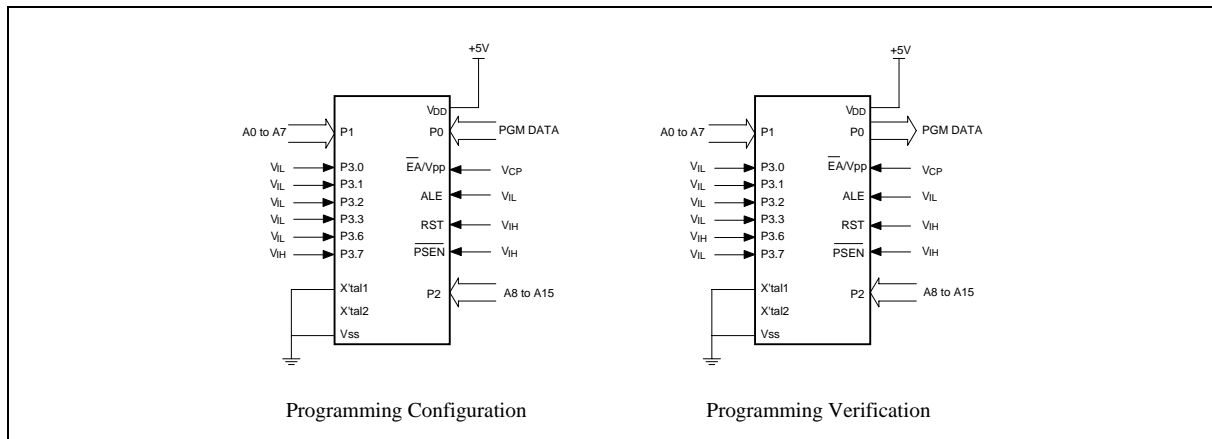 +5V
VDD
A0 to A7
P1
P0
PGM DATA
VIL
P3.0
EA/Vpp
VCP
VIL
P3.1
VIL
P3.2
ALE
VIL
VIL
P3.3
RST
VIH
VIL
P3.6
VIH
P3.7
PSEN
VIH
X'tal1
P2
A8 to A15
X'tal2
Vss
Programming Configuration
+5V
VDD
A0 to A7
P1
P0
PGM DATA
VIL
P3.0
EA/Vpp
VCP
VIL
P3.1
VIL
P3.2
ALE
VIL
VIL
P3.3
RST
VIH
VIH
P3.6
VIL
P3.7
PSEN
VIH
X'tal1
P2
A8 to A15
X'tal2
Vss
Programming Verification